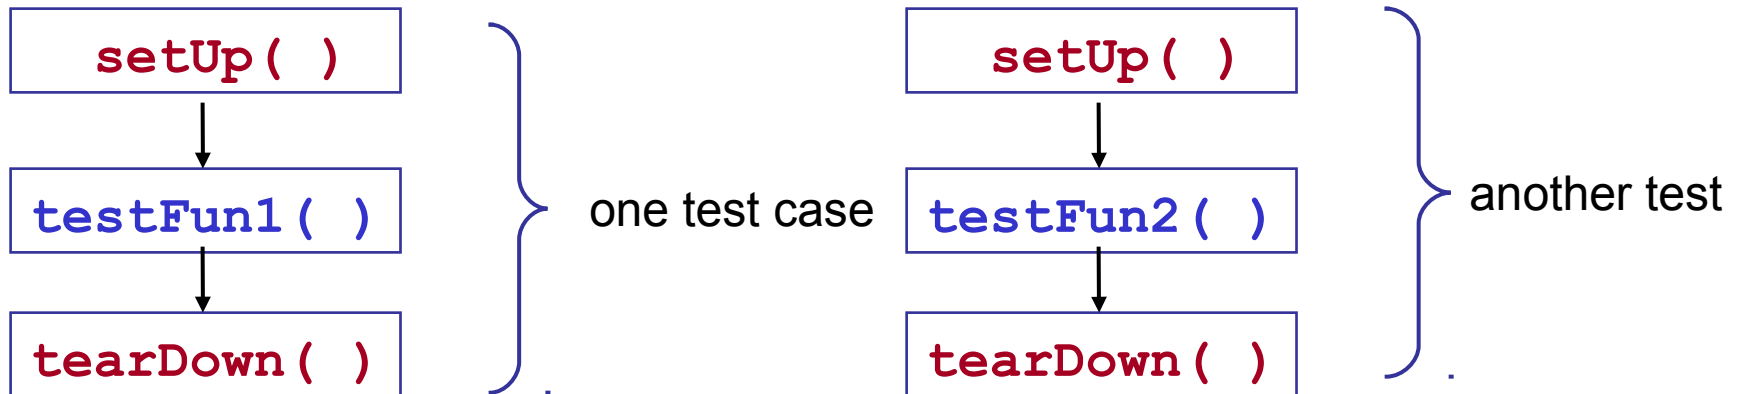 setUp( )
testFun1( )
tearDown( )
one test case
setUp( )
testFun2( )
tearDown( )
another test